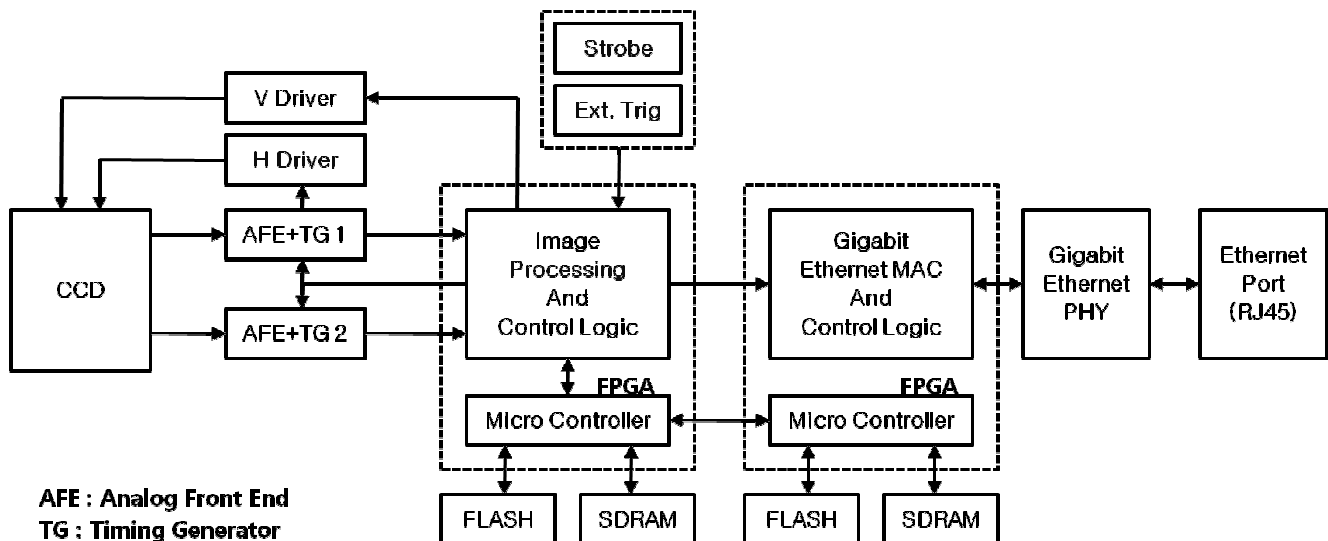 Strobe
Ext. Trig
V Driver
H Driver
AFE+TG 1
AFE+TG 2
CCD
Image
Processing
And
Control Logic
FPGA
Micro Controller
FLASH
SDRAM
Gigabit
Ethernet MAC
And
Control Logic
FPGA
Micro Controller
FLASH
SDRAM
Gigabit
Ethernet
PHY
Ethernet
Port
(RJ45)
AFE : Analog Front End
TG : Timing Generator